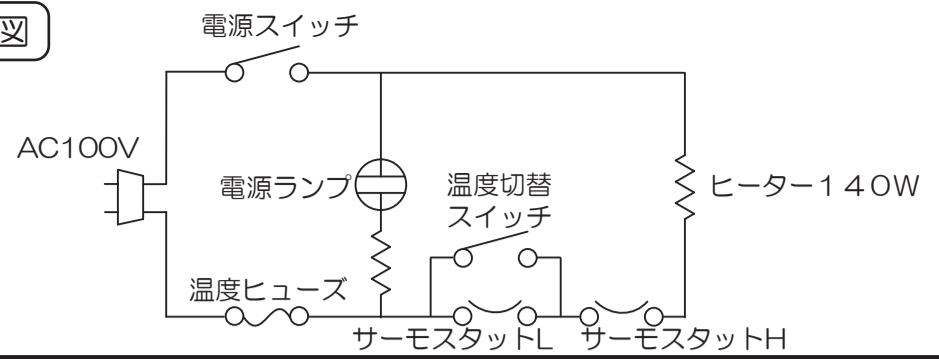 図
電源スイッチ
AC100V
電源ランプ
温度切替
スイッチ
ヒーター140W
温度ヒューズ
サーモスタットL
サーモスタットH